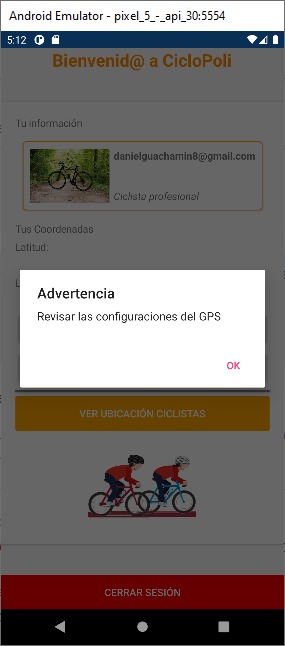 Android Emulator - pixel_5_-_api_30:5554
5:12
Bienvenid@ a CicloPoli
Tu información
danielguachamin8@gmail.com
Ciclista profesional
Tus Coordenadas
Latitud:
Advertencia
Revisar las configuraciones del GPS
OK
VER UBICACIÓN CICLISTAS
CERRAR SESIÓN